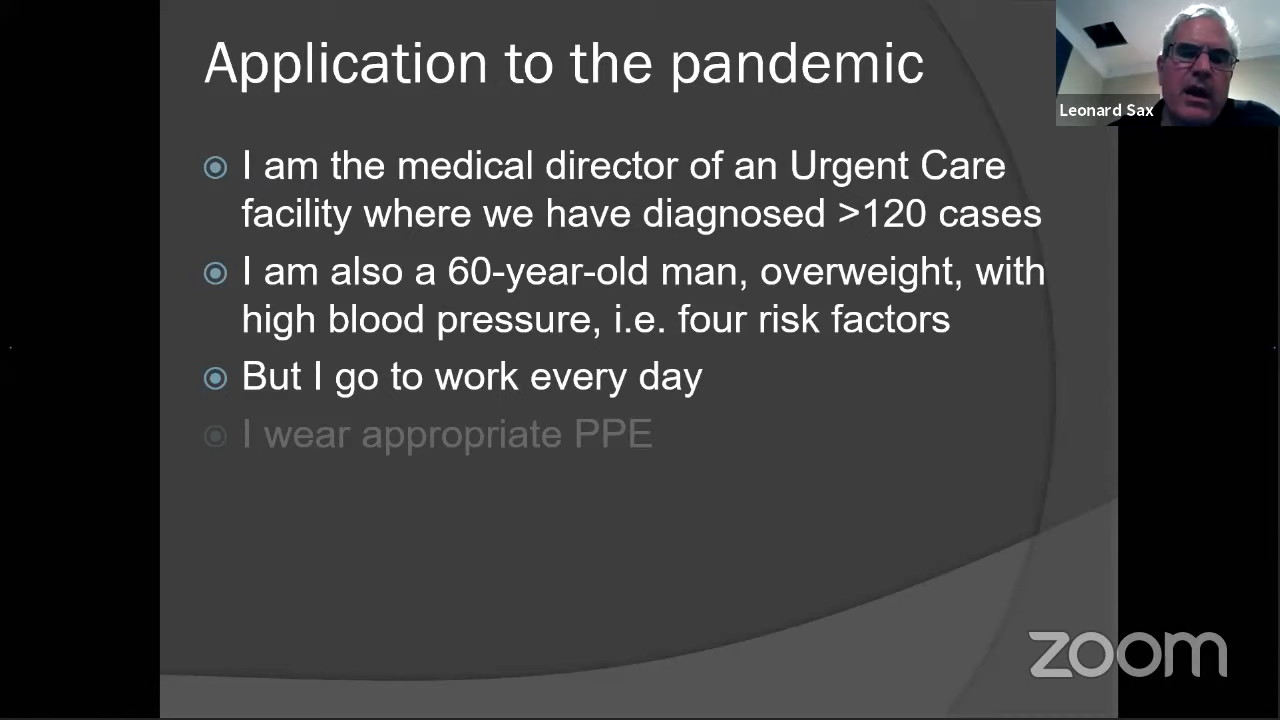 Application to the pandemic
Leonard Sax
I am the medical director of an Urgent Care
facility where we have diagnosed >120 cases
I am also a 60-year-old man, overweight, with
high blood pressure, i.e. four risk factors
But I go to work every day
I wear appropriate PPE
zoom